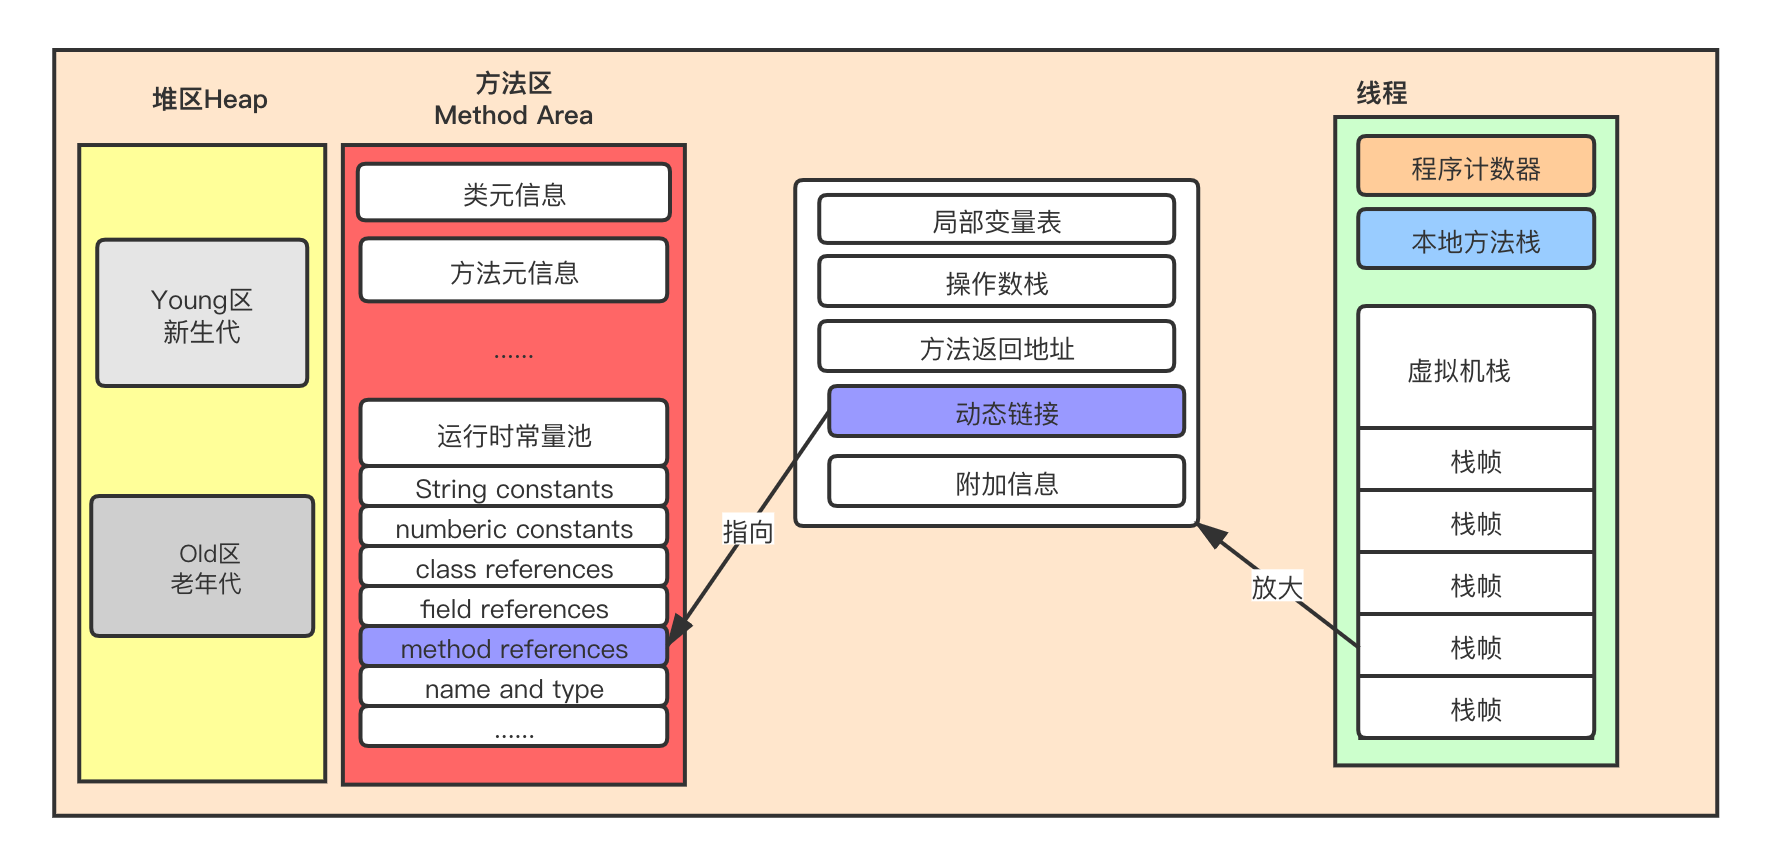 堆区Heap
Young区
新生代
Old区
老年代
方法区
Method Area
类元信息
方法元信息
......
运行时常量池
String constants
numberic constants
class references
field references
method references
name and type
......
局部变量表
操作数栈
方法返回地址
动态链接
附加信息
指向
放大
线程
程序计数器
本地方法栈
虚拟机栈
栈帧
栈帧
栈帧
栈帧
栈帧